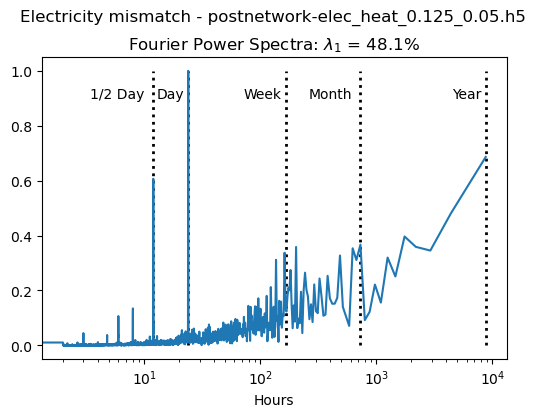 Electricity mismatch - postnetwork-elec_heat_0.125_0.05.h5
Fourier Power Spectra: λ₁ = 48.1%
1/2 Day Day Week Month Year
1.0
0.8
0.6
0.4
0.2
0.0
10¹ 10² 10³ 10⁴
Hours